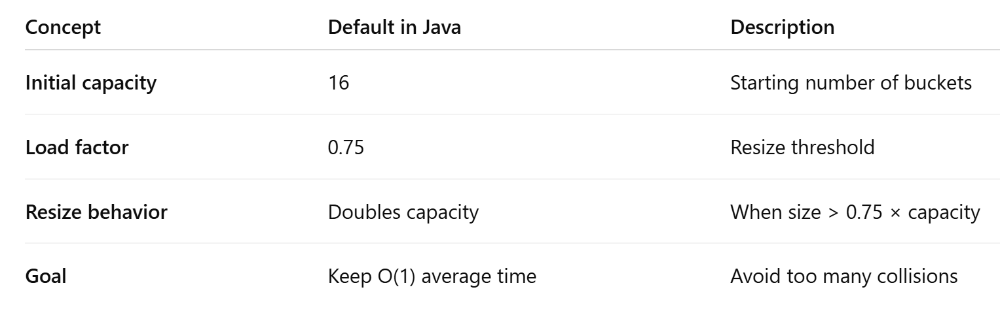 Concept Default in Java Description
Initial capacity 16 Starting number of buckets
Load factor 0.75 Resize threshold
Resize behavior Doubles capacity When size > 0.75 × capacity
Goal Keep O(1) average time Avoid too many collisions